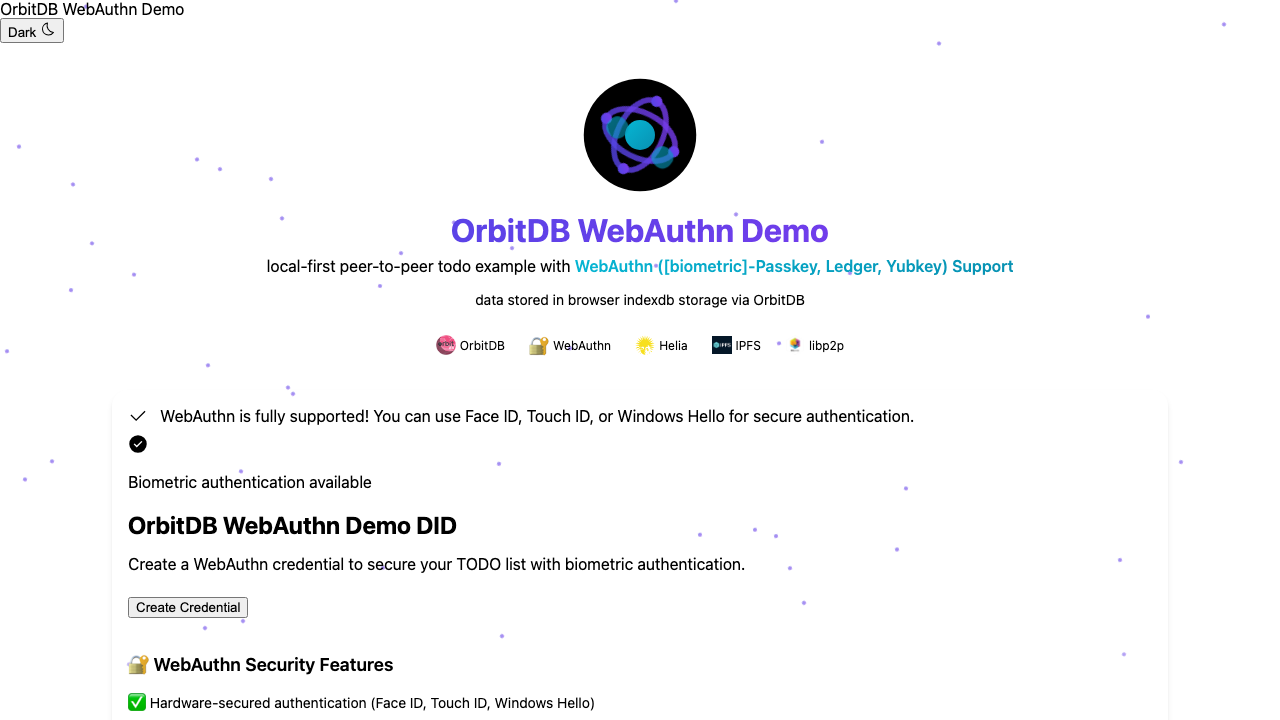 OrbitDB WebAuthn Demo
Dark
OrbitDB WebAuthn Demo
local-first peer-to-peer todo example with WebAuthn ([biometric]-Passkey, Ledger, Yubkey) Support
data stored in browser indexdb storage via OrbitDB
OrbitDB WebAuthn Helia IPFS libp2p
WebAuthn is fully supported! You can use Face ID, Touch ID, or Windows Hello for secure authentication.
Biometric authentication available
OrbitDB WebAuthn Demo DID
Create a WebAuthn credential to secure your TODO list with biometric authentication.
Create Credential
🔐 WebAuthn Security Features
✅ Hardware-secured authentication (Face ID, Touch ID, Windows Hello)